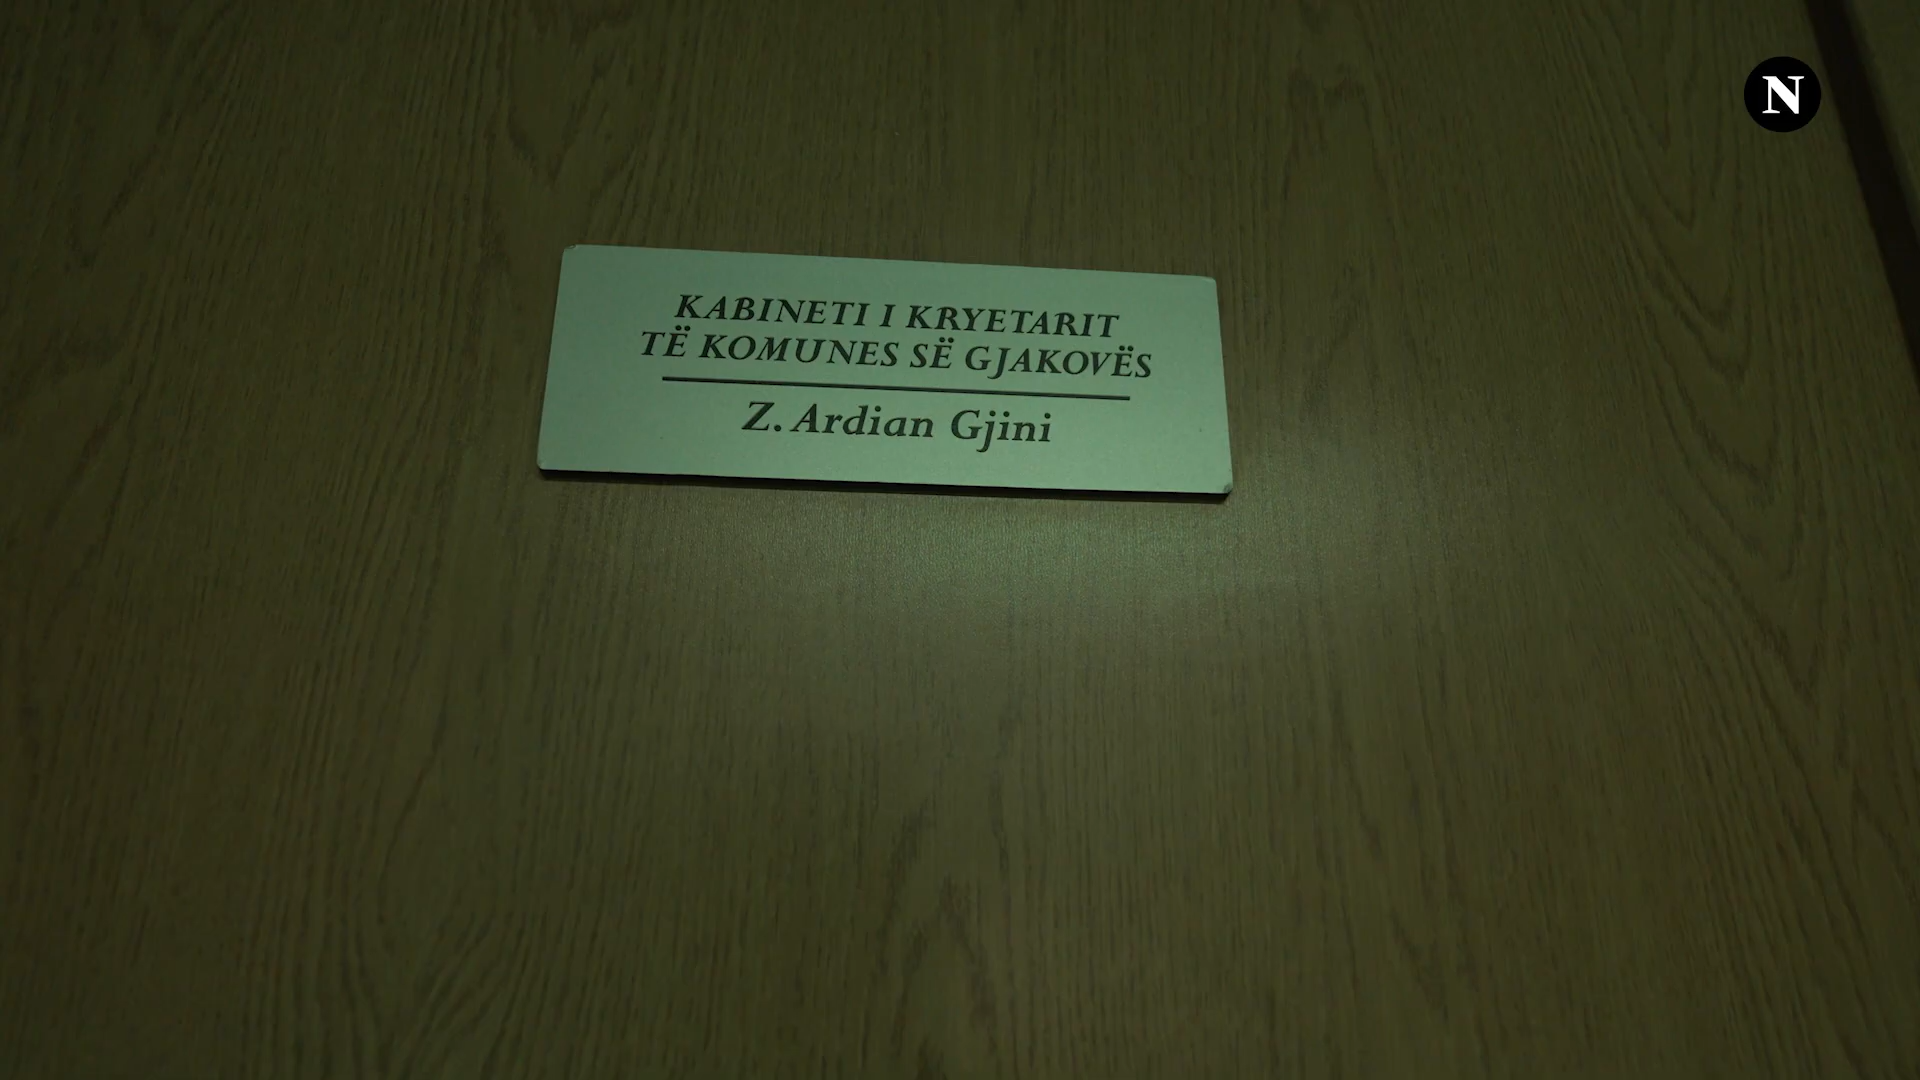 N
KABINETI I KRYETARIT
TË KOMUNES SË GJAKOVËS
Z. Ardian Gjini